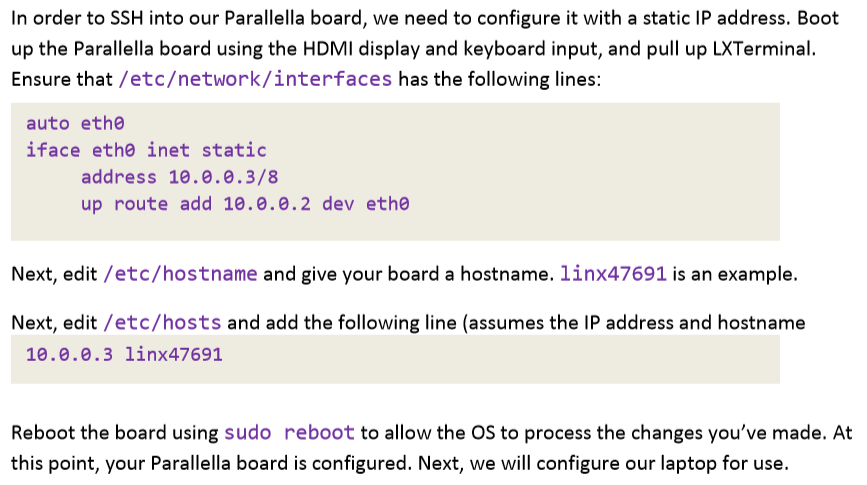 In order to SSH into our Parallella board, we need to configure it with a static IP address. Boot
up the Parallella board using the HDMI display and keyboard input, and pull up LXTerminal.
Ensure that /etc/network/interfaces has the following lines:
auto eth0
iface eth0 inet static
address 10.0.0.3/8
up route add 10.0.0.2 dev eth0
Next, edit /etc/hostname and give your board a hostname. linx47691 is an example.
Next, edit /etc/hosts and add the following line (assumes the IP address and hostname
10.0.0.3 linx47691
Reboot the board using sudo reboot to allow the OS to process the changes you’ve made. At
this point, your Parallella board is configured. Next, we will configure our laptop for use.